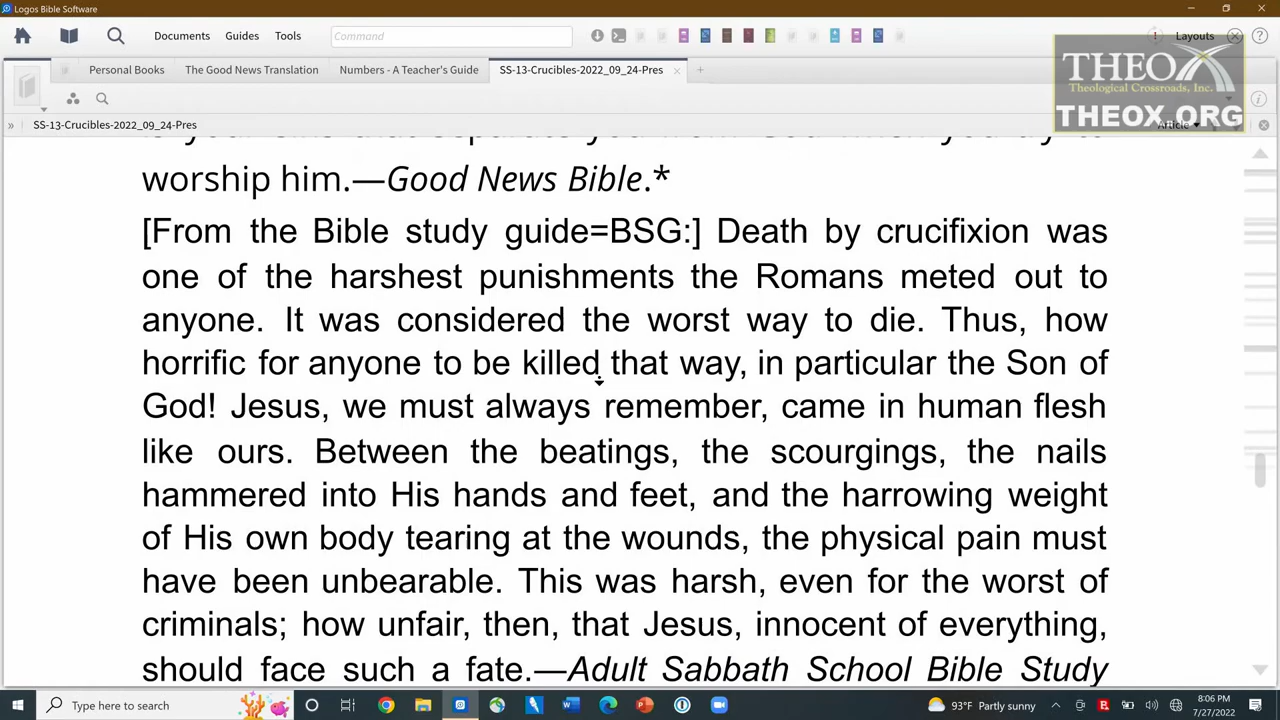 Logos Bible Software
Documents Guides Tools Command Layouts
Personal Books The Good News Translation Numbers - A Teacher's Guide SS-13-Crucibles-2022_09_24-Pres
THEOX
Theological Crossroads, Inc.
THEOX.ORG
SS-13-Crucibles-2022_09_24-Pres Article
worship him.—Good News Bible.*
[From the Bible study guide=BSG:] Death by crucifixion was
one of the harshest punishments the Romans meted out to
anyone. It was considered the worst way to die. Thus, how
horrific for anyone to be killed that way, in particular the Son of
God! Jesus, we must always remember, came in human flesh
like ours. Between the beatings, the scourgings, the nails
hammered into His hands and feet, and the harrowing weight
of His own body tearing at the wounds, the physical pain must
have been unbearable. This was harsh, even for the worst of
criminals; how unfair, then, that Jesus, innocent of everything,
should face such a fate.—Adult Sabbath School Bible Study
Type here to search
93°F Partly sunny
8:06 PM
7/27/2022